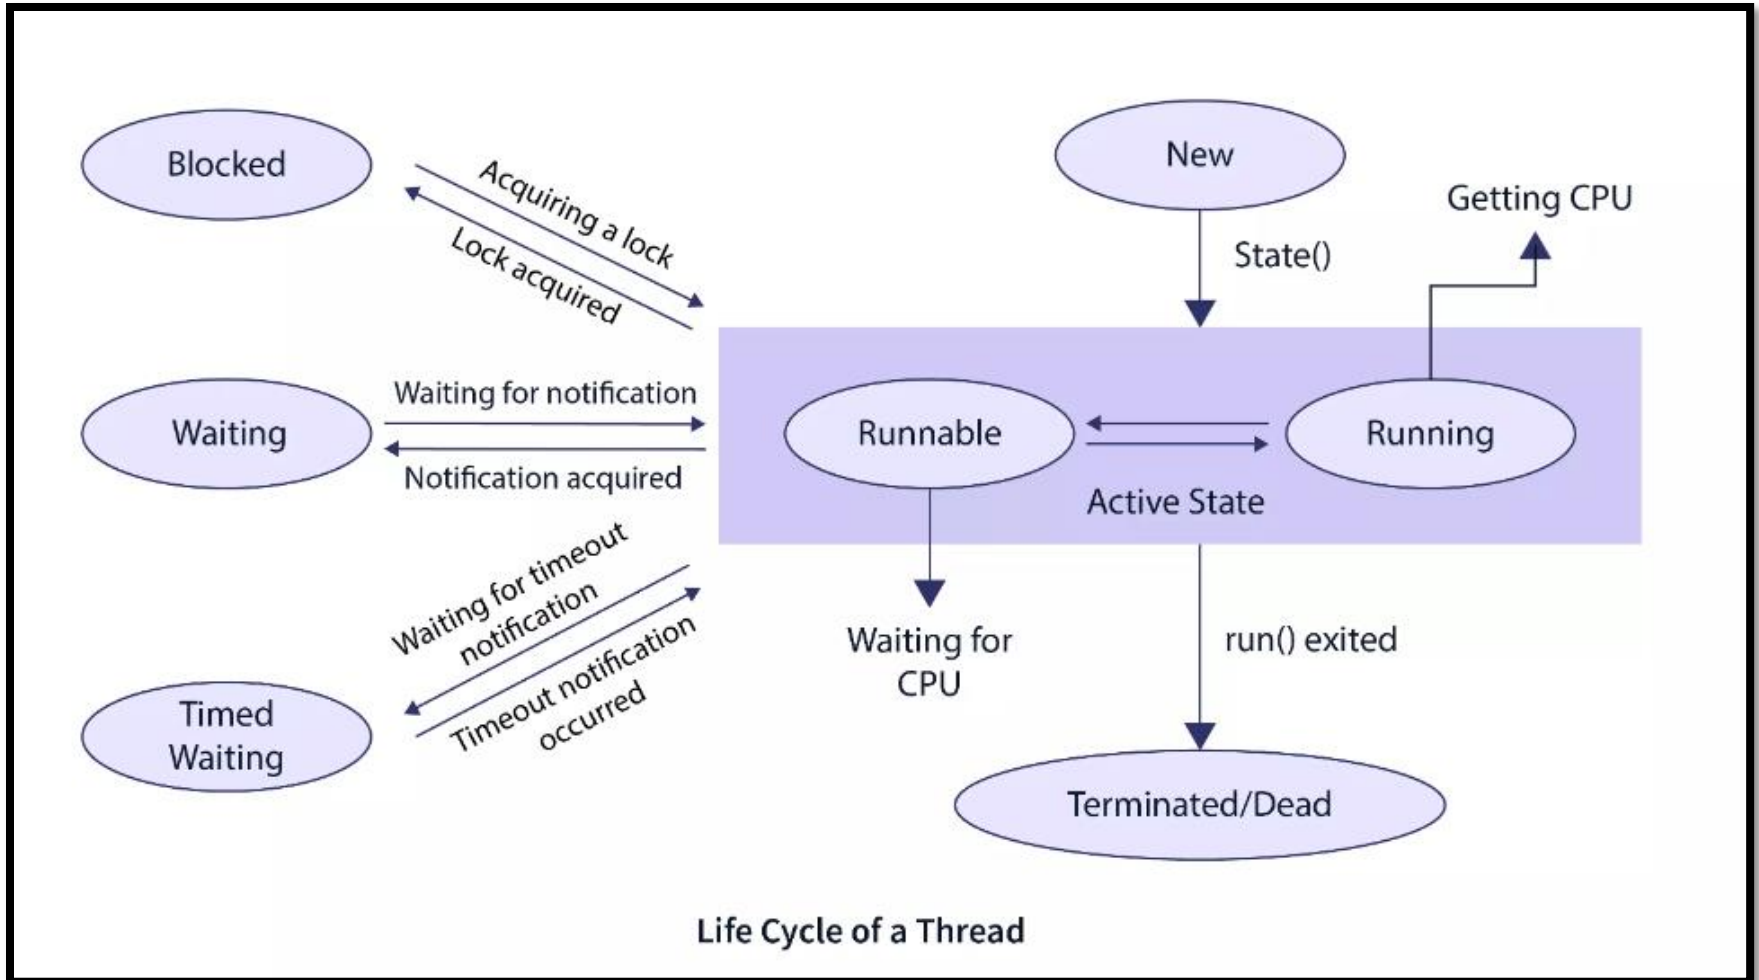 Blocked
Acquiring a lock
Lock acquired
New
State()
Getting CPU
Waiting
Waiting for notification
Notification acquired
Runnable
Running
Active State
Waiting for timeout
notification
Timeout notification
occurred
Timed
Waiting
Waiting for
CPU
run() exited
Terminated/Dead
Life Cycle of a Thread